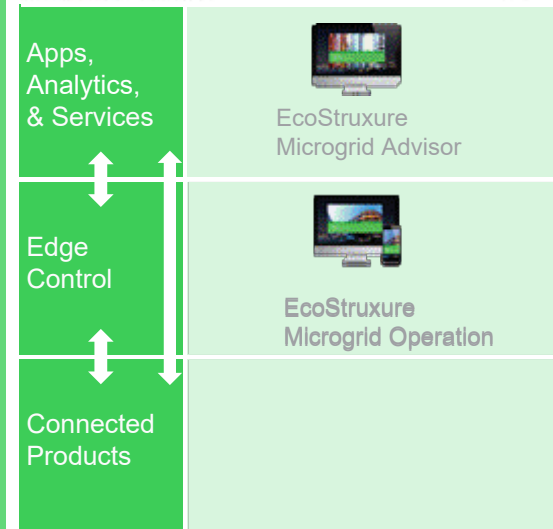 Apps,
Analytics,
& Services
EcoStruxure
Microgrid Advisor
Edge
Control
EcoStruxure
Microgrid Operation
Connected
Products